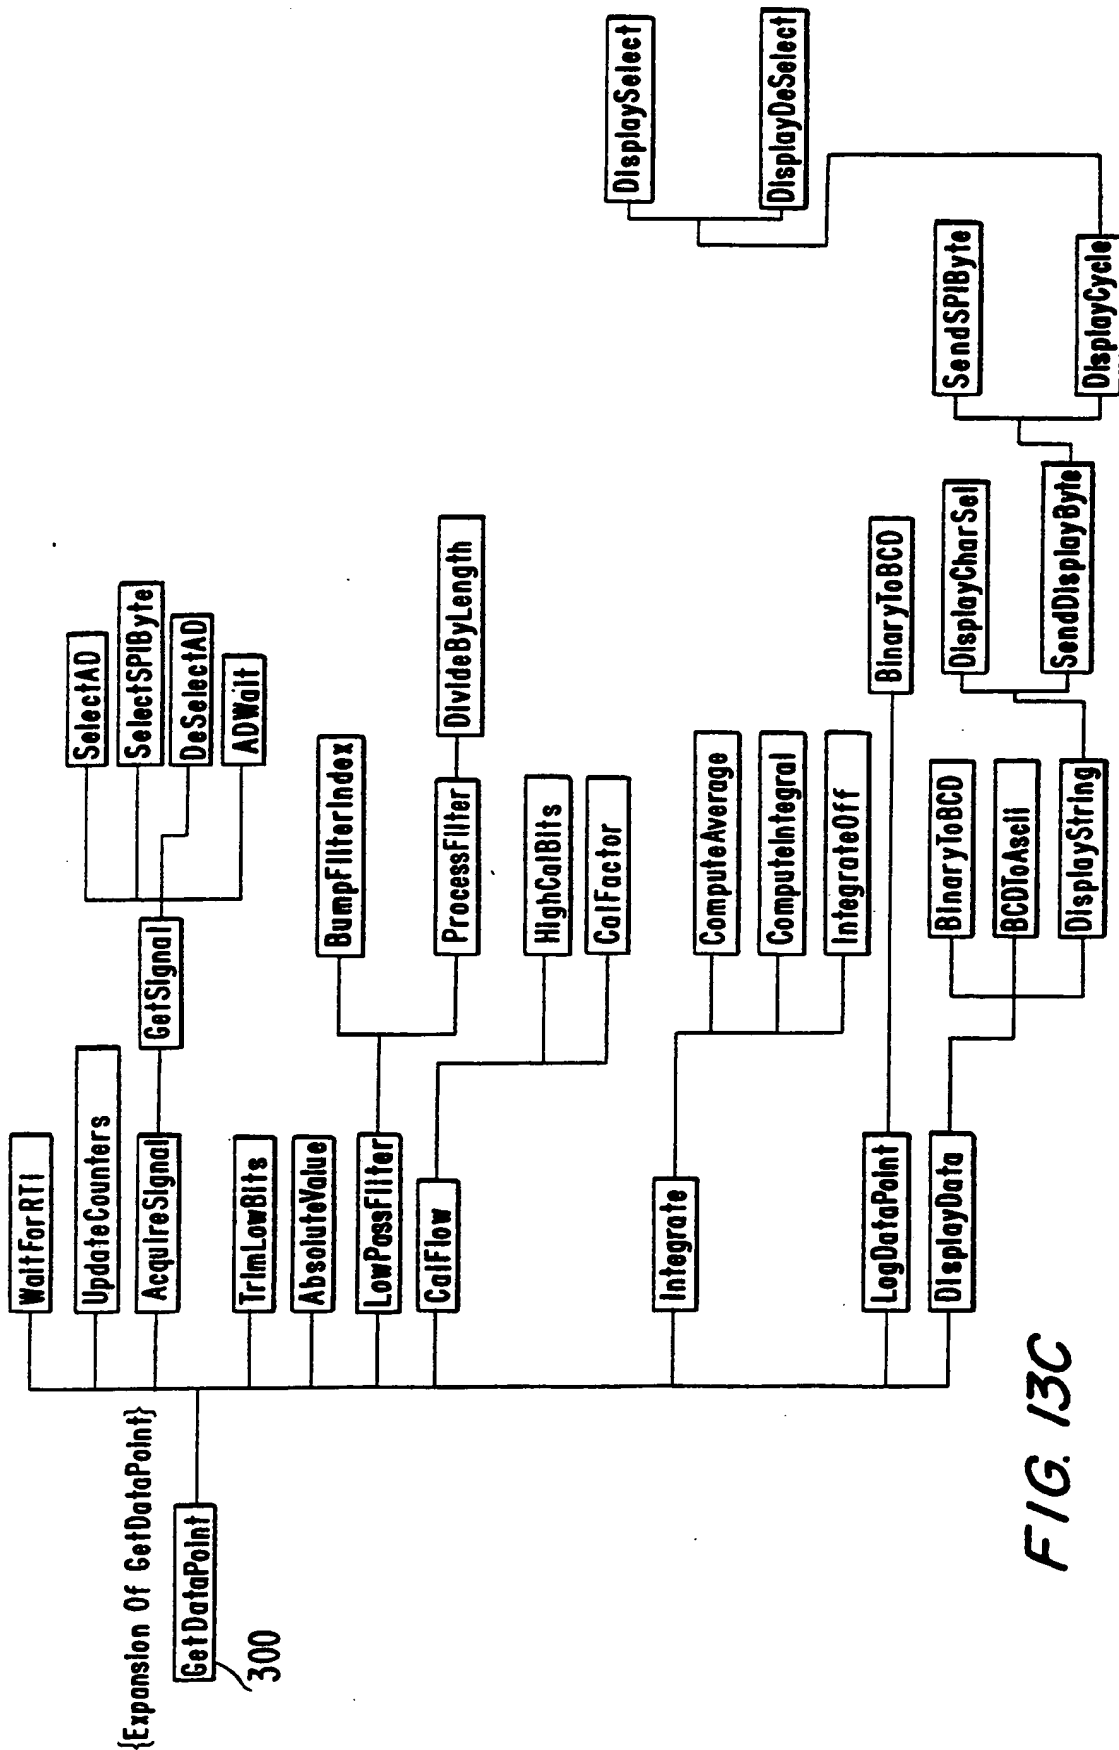 {Expansion Of GetDataPoint}
GetDataPoint
300
WaitForRTI
UpdateCounters
AcquireSignal
GetSignal
SelectAD
SelectSPIByte
DeSelectAD
ADWait
TrimLowBits
AbsoluteValue
LowPassFilter
BumpFilterIndex
ProcessFilter
DivideByLength
CalFlow
HighCalBits
CalFactor
Integrate
ComputeAverage
ComputeIntegral
IntegrateOff
LogDataPoint
BinaryToBCD
DisplayData
BinaryToBCD
BCDToAscii
DisplayString
DisplayCharSel
SendDisplayByte
SendSPIByte
DisplayCycle
DisplaySelect
DisplayDeSelect
FIG. 13C